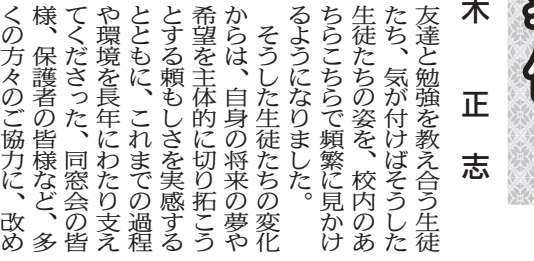 木 正 志
友達と勉強を教え合う生徒
たち、気が付けばそうした
生徒たちの姿を、校内のあ
ちらこちらで頻繁に見かけ
るようになりました。
そうした生徒たちの変化
からは、自身の将来の夢や
希望を主体的に切り拓こう
とする頼もしさを実感する
とともに、これまでの過程
や環境を長年にわたり支え
てくださった、同窓会の皆
様、保護者の皆様など、多
くの方々のご協力に、改め